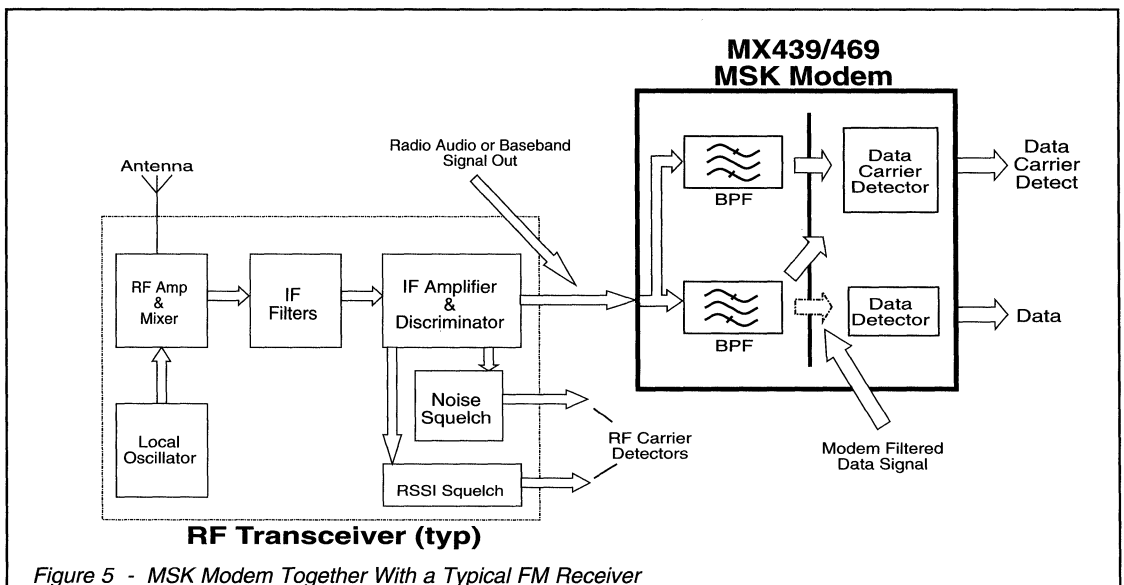 MX439/469
MSK Modem
Radio Audio or Baseband
Signal Out
Antenna
BPF
Data
Carrier
Detector
Data
Carrier
Detect
RF Amp
&
Mixer
IF
Filters
IF Amplifier
&
Discriminator
BPF
Data
Detector
Data
Local
Oscillator
Noise
Squelch
RSSI Squelch
RF Carrier
Detectors
Modem Filtered
Data Signal
RF Transceiver (typ)
Figure 5 - MSK Modem Together With a Typical FM Receiver